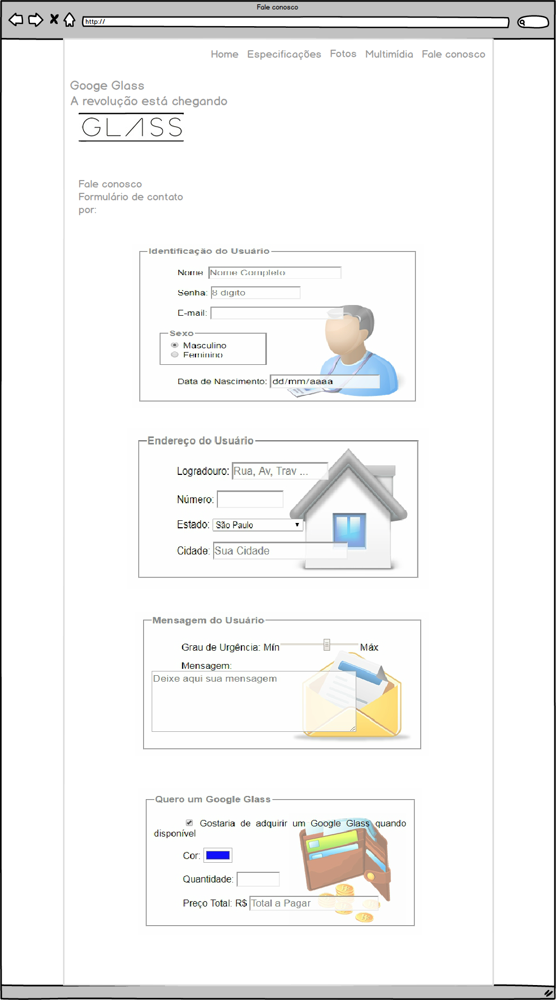 Fale conosco
http://
Home Especificações Fotos Multimídia Fale conosco
Googe Glass
A revolução está chegando
GLASS
Fale conosco
Formulário de contato
por:
Identificação do Usuário
Nome Nome Completo
Senha: 8 digito
E-mail:
Sexo
Masculino
Feminino
Data de Nascimento: dd/mm/aaaa
Endereço do Usuário
Logradouro: Rua, Av, Trav ...
Número:
Estado: São Paulo
Cidade: Sua Cidade
Mensagem do Usuário
Grau de Urgência: Mín Máx
Mensagem:
Deixe aqui sua mensagem
Quero um Google Glass
Gostaria de adquirir um Google Glass quando
disponível
Cor:
Quantidade:
Preço Total: R$ Total a Pagar